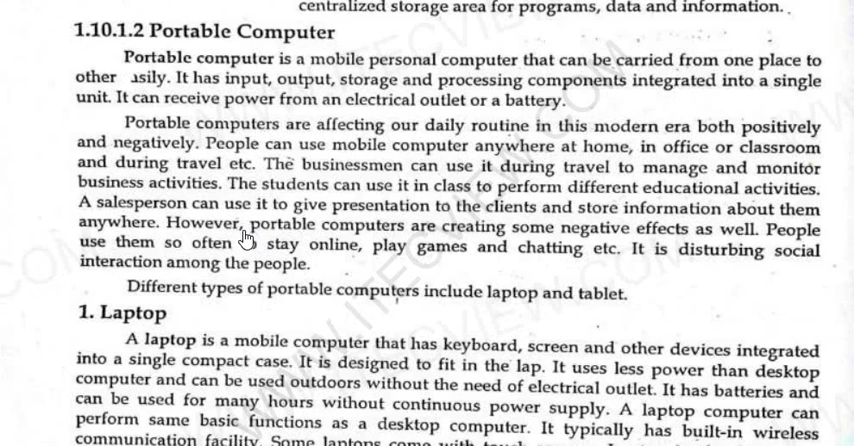 centralized storage area for programs, data and information.
1.10.1.2 Portable Computer
Portable computer is a mobile personal computer that can be carried from one place to
other asily. It has input, output, storage and processing components integrated into a single
unit. It can receive power from an electrical outlet or a battery.
Portable computers are affecting our daily routine in this modern era both positively
and negatively. People can use mobile computer anywhere at home, in office or classroom
and during travel etc. The businessmen can use it during travel to manage and monitor
business activities. The students can use it in class to perform different educational activities.
A salesperson can use it to give presentation to the clients and store information about them
anywhere. However, portable computers are creating some negative effects as well. People
use them so often stay online, play games and chatting etc. It is disturbing social
interaction among the people.
Different types of portable computers include laptop and tablet.
1. Laptop
A laptop is a mobile computer that has keyboard, screen and other devices integrated
into a single compact case. It is designed to fit in the lap. It uses less power than desktop
computer and can be used outdoors without the need of electrical outlet. It has batteries and
can be used for many hours without continuous power supply. A laptop computer can
perform same basic functions as a desktop computer. It typically has built-in wireless
communication facility. Some laptops come with
WWW.ITECVIEW.COM